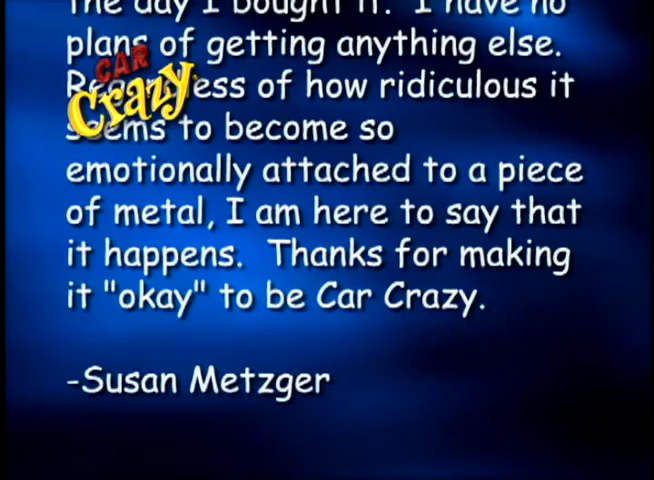 the day I bought it. I have no
plans of getting anything else.
CAR
Crazy
Regardless of how ridiculous it
seems to become so
emotionally attached to a piece
of metal, I am here to say that
it happens. Thanks for making
it "okay" to be Car Crazy.
-Susan Metzger